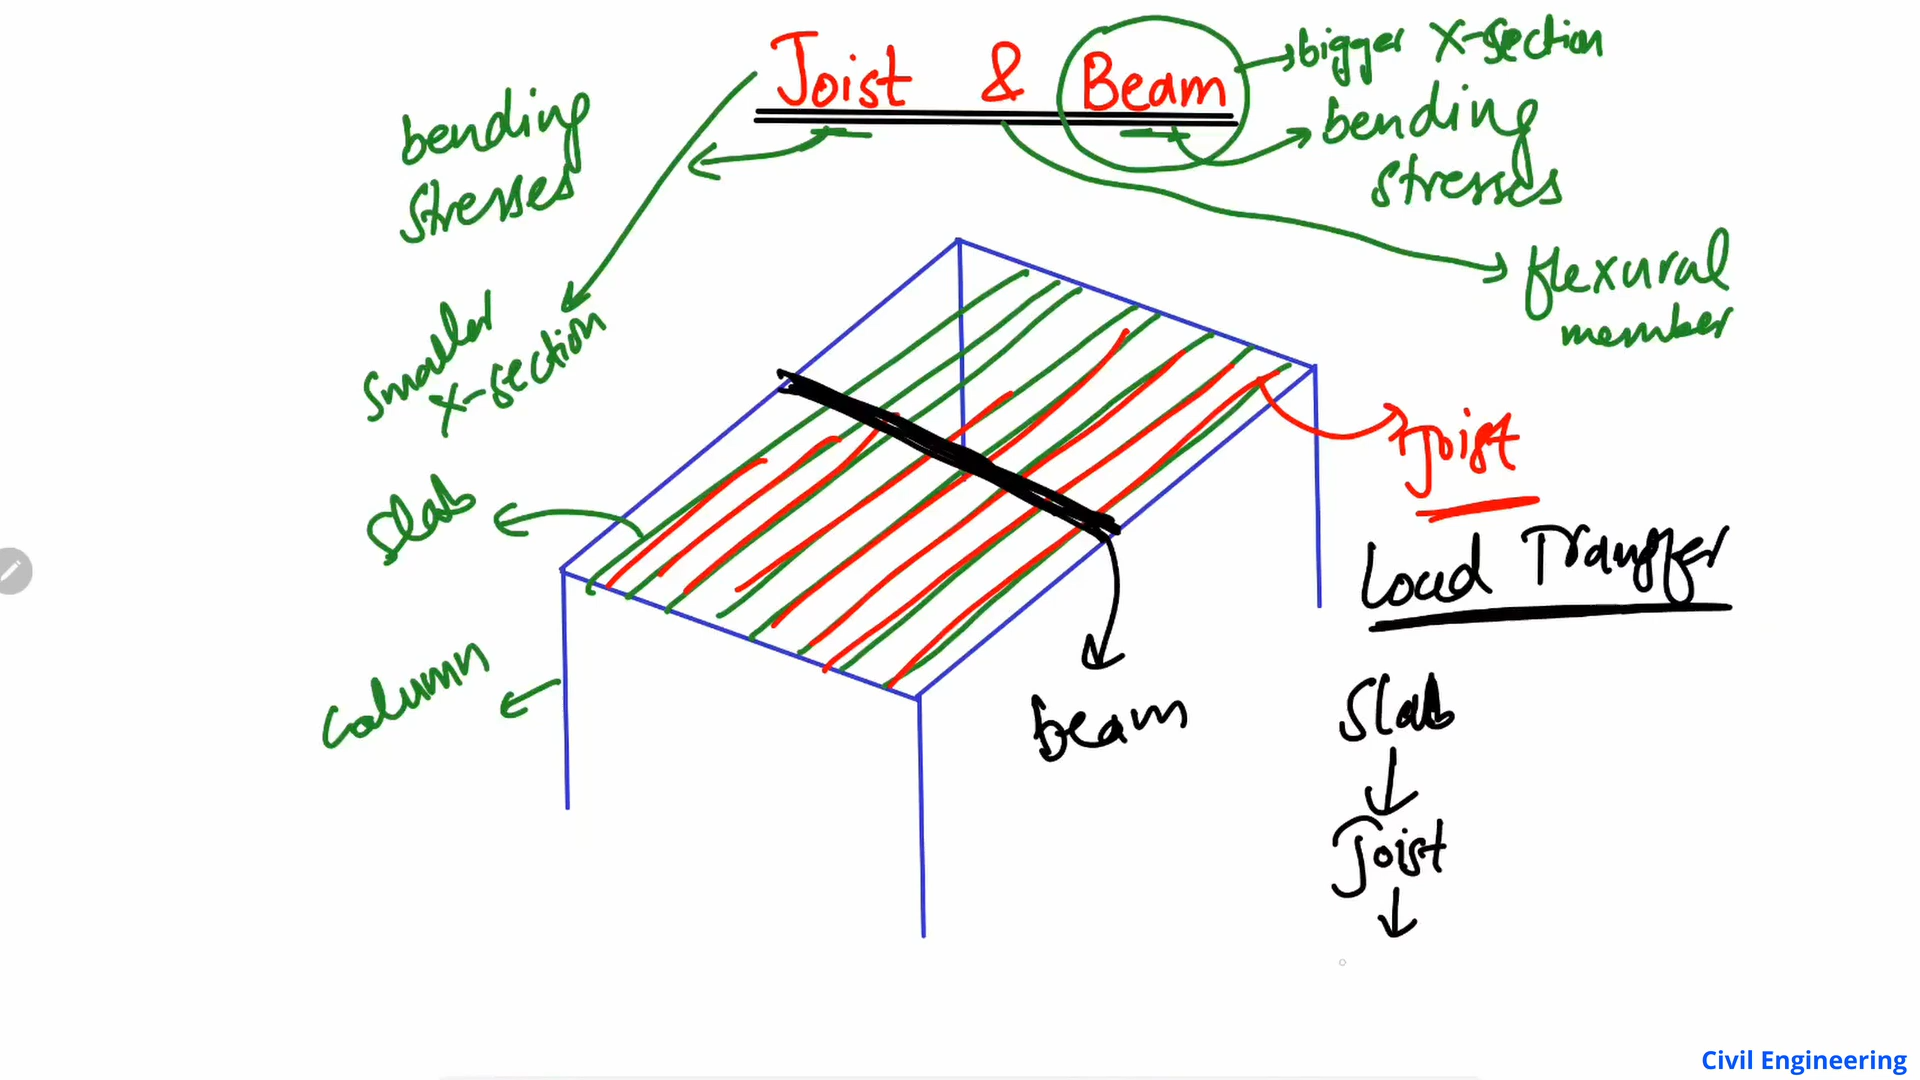 Joist & Beam
bigger X-section
bending
stresses
bending
stresses
flexural
member
smaller
X-section
Joist
slab
Load Transfer
column
beam
Slab
Joist
Civil Engineering